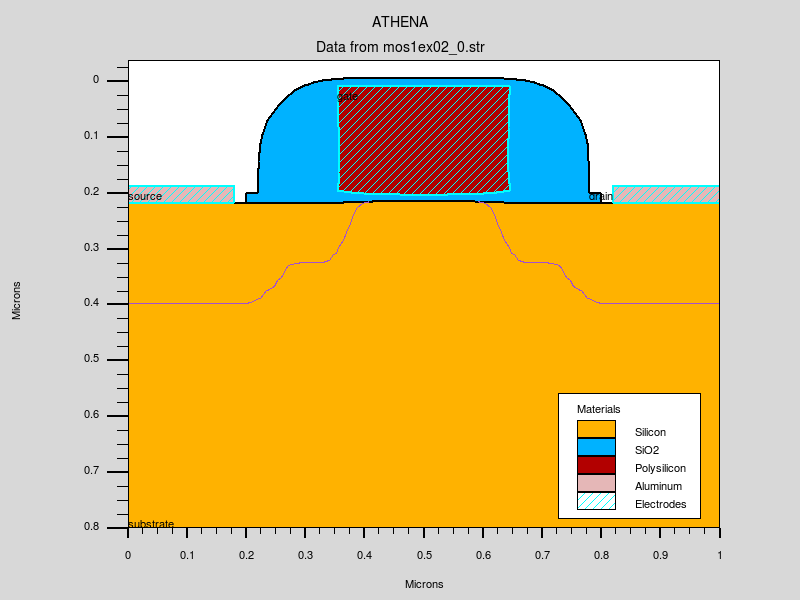 ATHENA
Data from mos1ex02_0.str
Microns
0
0.1
0.2
0.3
0.4
0.5
0.6
0.7
0.8
gate
source
drain
substrate
Materials
Silicon
SiO2
Polysilicon
Aluminum
Electrodes
0 0.1 0.2 0.3 0.4 0.5 0.6 0.7 0.8 0.9 1
Microns